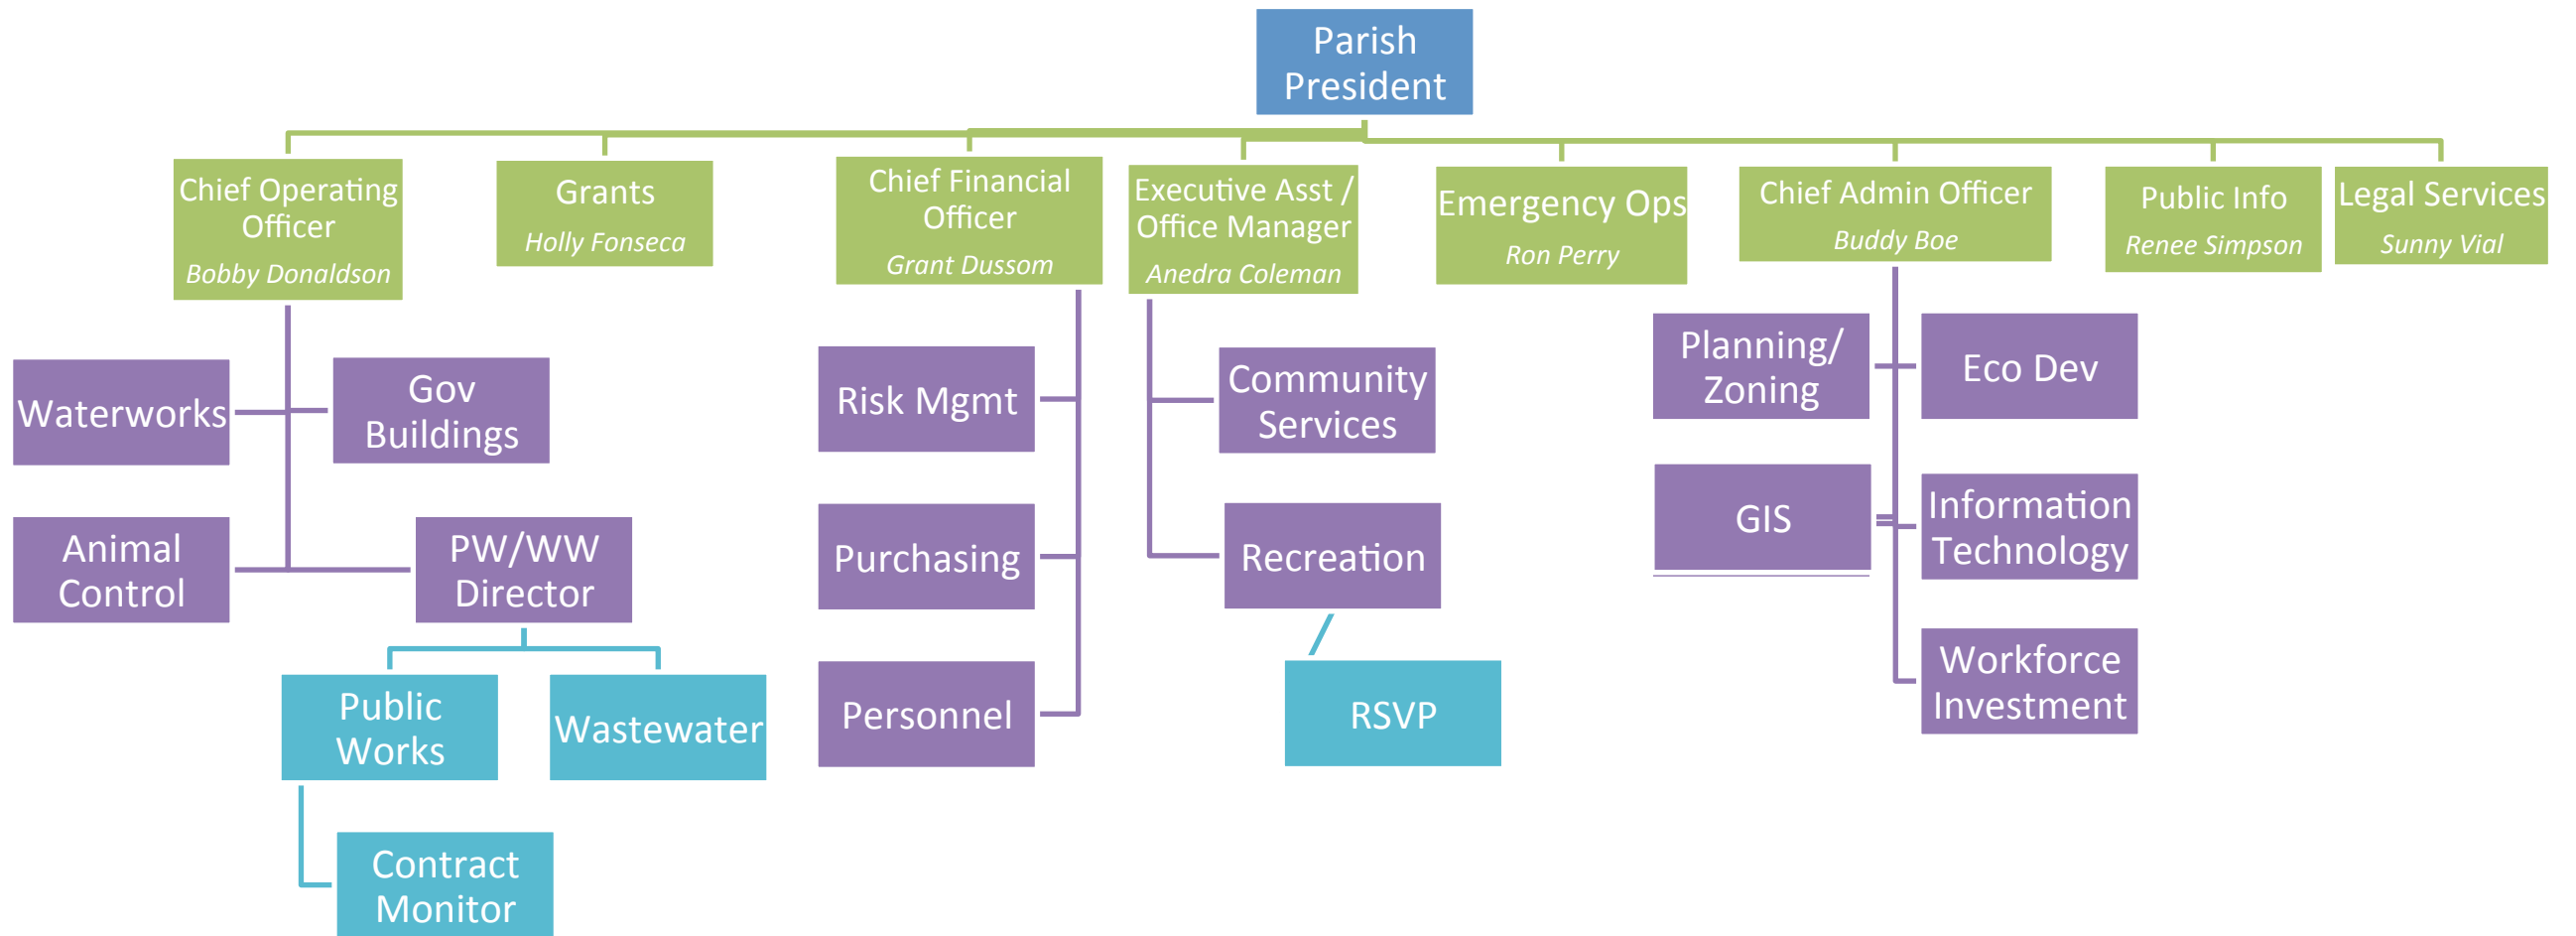 Parish
President
Chief Operating
Officer
Bobby Donaldson
Grants
Holly Fonseca
Chief Financial
Officer
Grant Dussom
Executive Asst /
Office Manager
Anedra Coleman
Emergency Ops
Ron Perry
Chief Admin Officer
Buddy Boe
Public Info
Renee Simpson
Legal Services
Sunny Vial
Waterworks
Gov
Buildings
Animal
Control
PW/WW
Director
Public
Works
Wastewater
Contract
Monitor
Risk Mgmt
Purchasing
Personnel
Community
Services
Recreation
RSVP
Planning/
Zoning
Eco Dev
GIS
Information
Technology
Workforce
Investment